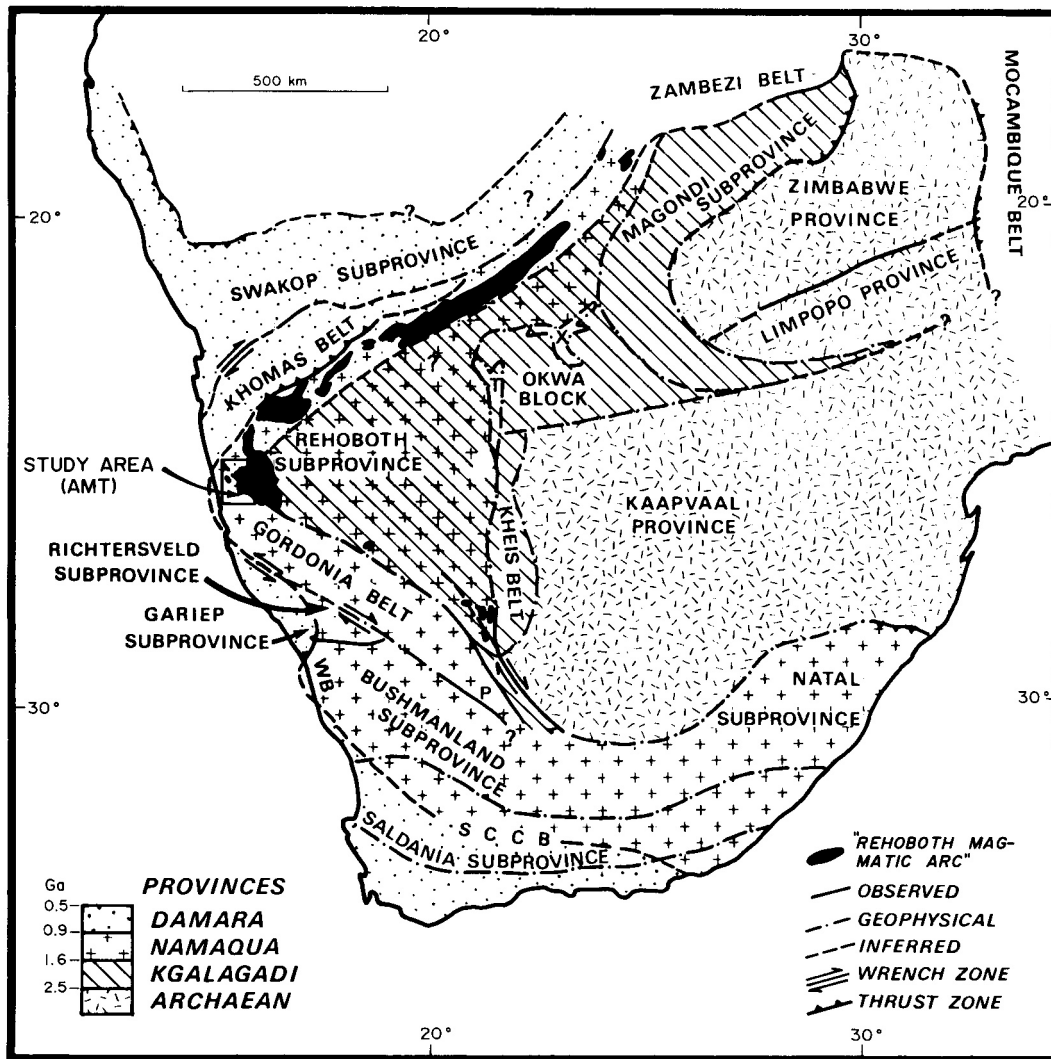 20°
30°
500 km
ZAMBEZI BELT
MOCAMBIQUE BELT
MAGONDI
SUBPROVINCE
ZIMBABWE
PROVINCE
20°
20°
?
?
SWAKOP SUBPROVINCE
LIMPOPO PROVINCE
?
?
KHOMAS BELT
?
X
?
OKWA
BLOCK
REHOBOTH
SUBPROVINCE
STUDY AREA
(AMT)
KAAPVAAL
PROVINCE
KHEIS BELT
GORDONIA BELT
RICHTERSVELD
SUBPROVINCE
GARIEP
SUBPROVINCE
WB
30°
30°
P
?
BUSHMANLAND
SUBPROVINCE
NATAL
SUBPROVINCE
S C C B
SALDANIA SUBPROVINCE
"REHOBOTH MAG-
MATIC ARC"
OBSERVED
GEOPHYSICAL
INFERRED
WRENCH ZONE
THRUST ZONE
Ga
PROVINCES
0.5
DAMARA
0.9
NAMAQUA
1.6
KGALAGADI
2.5
ARCHAEAN
20°
30°